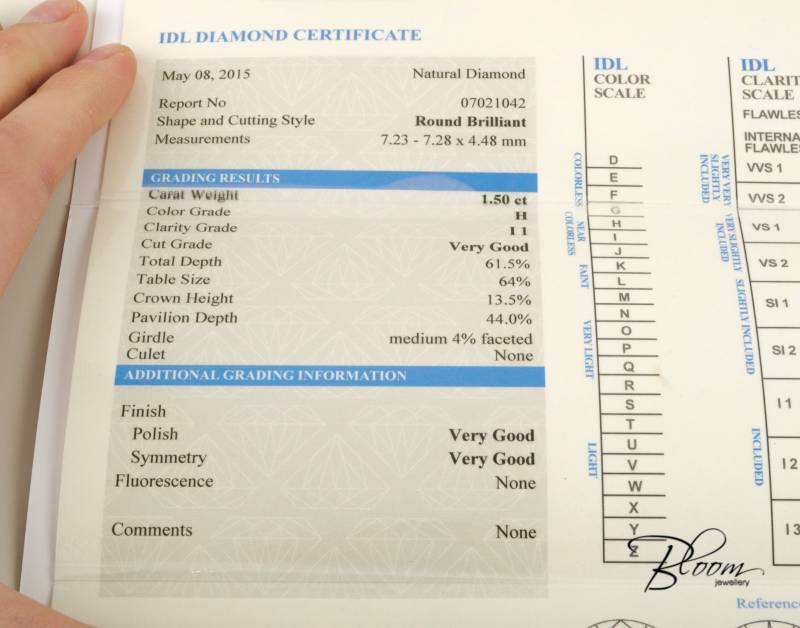 IDL DIAMOND CERTIFICATE
May 08, 2015 Natural Diamond
Report No 07021042
Shape and Cutting Style Round Brilliant
Measurements 7.23 - 7.28 x 4.48 mm
GRADING RESULTS
Carat Weight 1.50 ct
Color Grade H
Clarity Grade I 1
Cut Grade Very Good
Total Depth 61.5%
Table Size 64%
Crown Height 13.5%
Pavilion Depth 44.0%
Girdle medium 4% faceted
Culet None
ADDITIONAL GRADING INFORMATION
Finish
Polish Very Good
Symmetry Very Good
Fluorescence None
Comments None
IDL
COLOR
SCALE
COLORLESS
D
E
F
NEAR
COLORLESS
G
H
I
J
FAINT
K
L
M
VERY LIGHT
N
O
P
Q
R
LIGHT
S
T
U
V
W
X
Y
Z
IDL
CLARIT
SCALE
FLAWLES
INTERNA
FLAWLE
VERY VERY
SLIGHTLY
INCLUDED
VVS 1
VVS 2
VERY SLIGHTLY
INCLUDED
VS 1
VS 2
SLIGHTLY INCLUDED
SI 1
SI 2
INCLUDED
I 1
I 2
I 3
Bloom
jewellery
Referenc